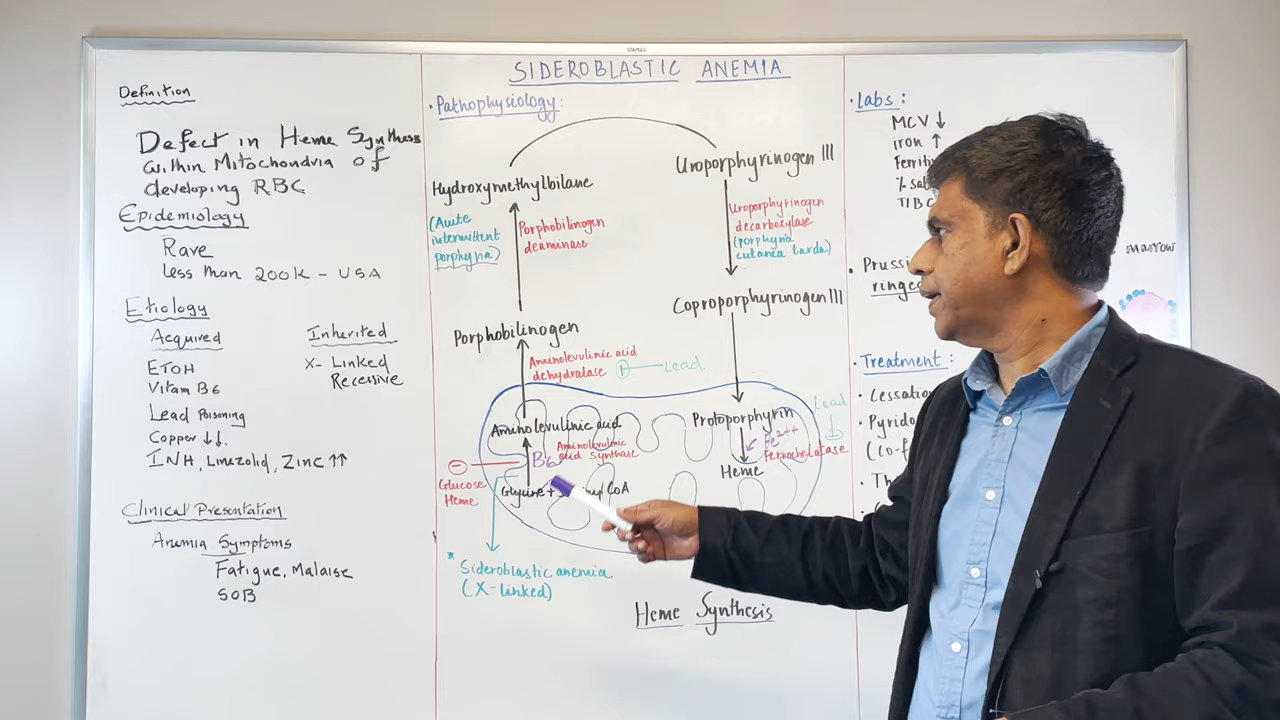 STAPLES
SIDEROBLASTIC ANEMIA
Definition
Defect in Heme Synthesis
within Mitochondria of
developing RBC
Epidemiology
Rare
less than 200K - USA
Etiology
Acquired
ETOH
Vitam B6
Lead Poisoning
Copper ↓↓.
INH, Linezolid, Zinc ↑↑
Inherited
X- Linked
Recessive
Clinical Presentation
Anemia Symptoms
Fatigue, Malaise
SOB
• Pathophysiology:
Hydroxymethylbilane
(Acute
intermittent
porphyria)
Porphobilinogen
deaminase
Uroporphyrinogen III
Uroporphyrinogen
decarboxylase
(porphyria
cutanea tarda)
Coproporphyrinogen III
Porphobilinogen
Aminolevulinic acid
dehydratase
Lead
Aminolevulinic acid
Aminolevulinic
acid synthase
B6
Glucose
Heme
Glycine + CoA
Protoporphyrin
Fe2++
Ferrochelatase
Lead
Heme
* Sideroblastic anemia
(X-linked)
Heme Synthesis
• Labs:
MCV ↓
iron ↑
% 
TIBC
marrow
• Treatment: